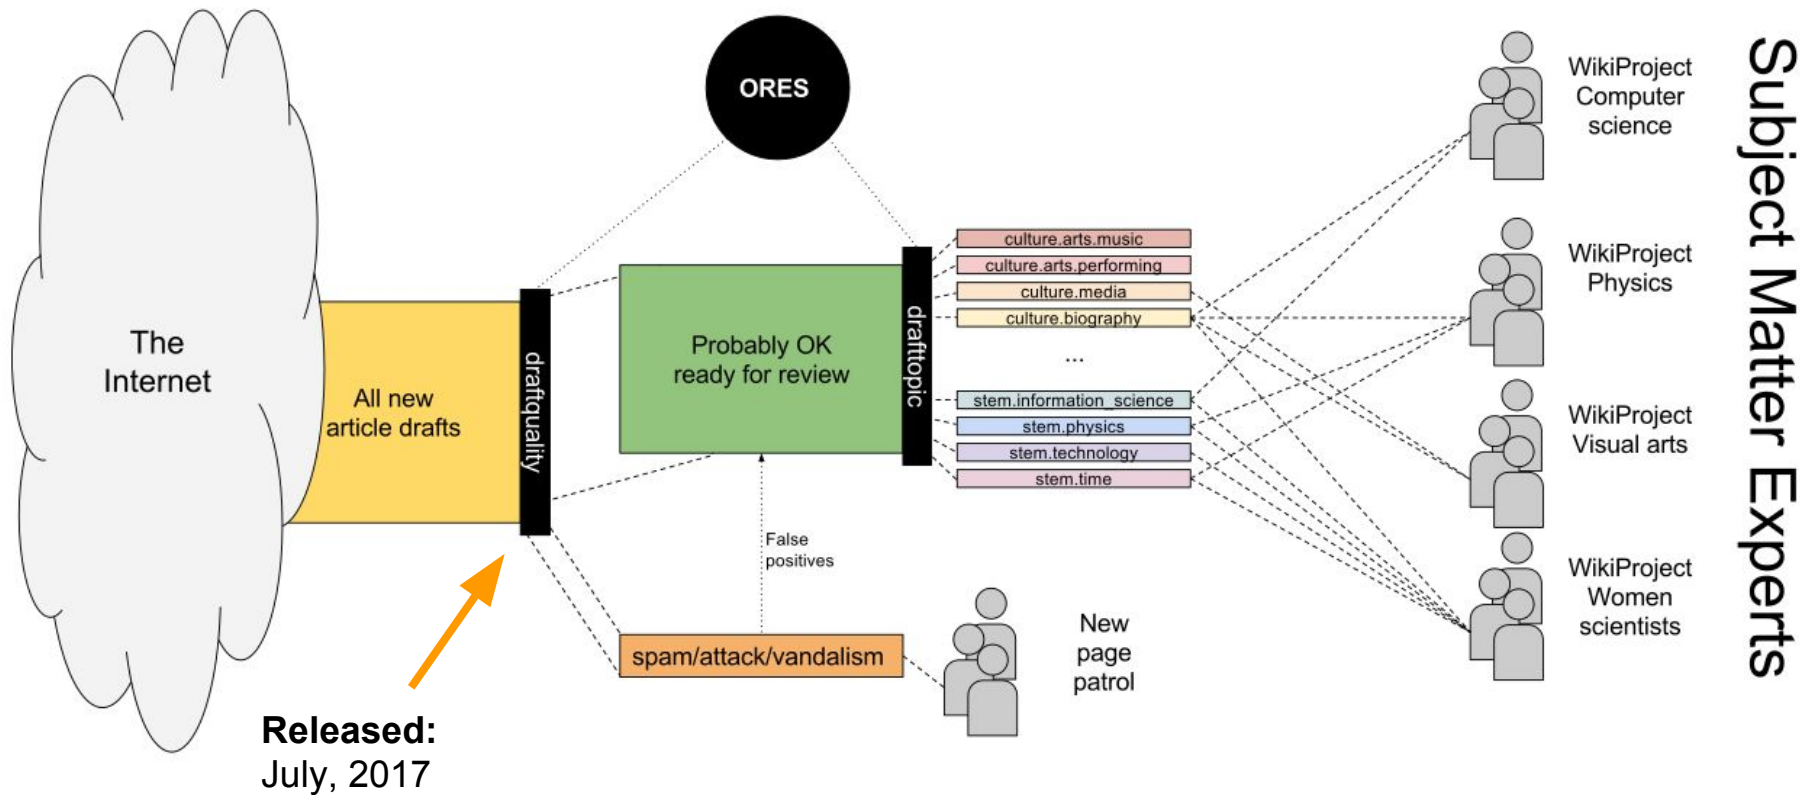 ORES
The
Internet
All new
article drafts
draftquality
Probably OK
ready for review
drafttopic
culture.arts.music
culture.arts.performing
culture.media
culture.biography
...
stem.information_science
stem.physics
stem.technology
stem.time
False
positives
spam/attack/vandalism
New
page
patrol
Released:
July, 2017
WikiProject
Computer
science
WikiProject
Physics
WikiProject
Visual arts
WikiProject
Women
scientists
Subject Matter Experts